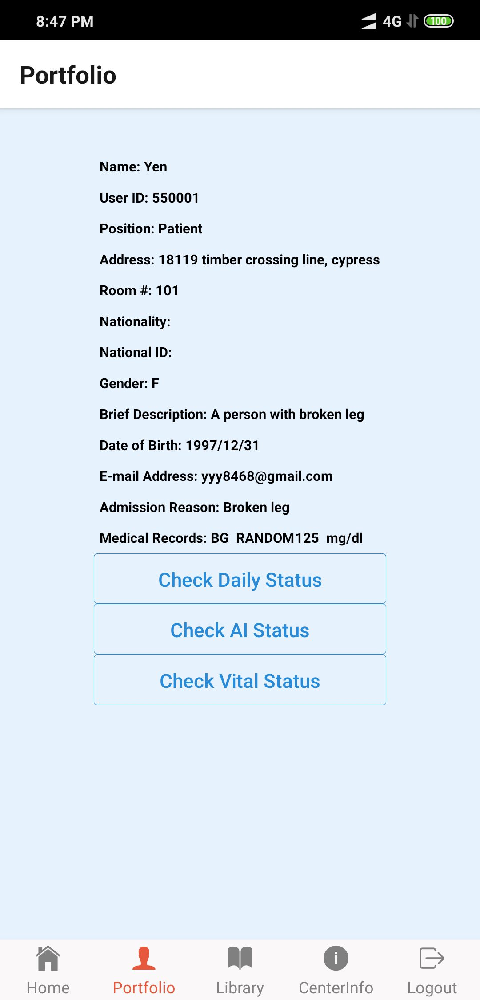 8:47 PM 4G 100
Portfolio
Name: Yen
User ID: 550001
Position: Patient
Address: 18119 timber crossing line, cypress
Room #: 101
Nationality:
National ID:
Gender: F
Brief Description: A person with broken leg
Date of Birth: 1997/12/31
E-mail Address: yyy8468@gmail.com
Admission Reason: Broken leg
Medical Records: BG  RANDOM125  mg/dl
Check Daily Status
Check AI Status
Check Vital Status
Home Portfolio Library CenterInfo Logout